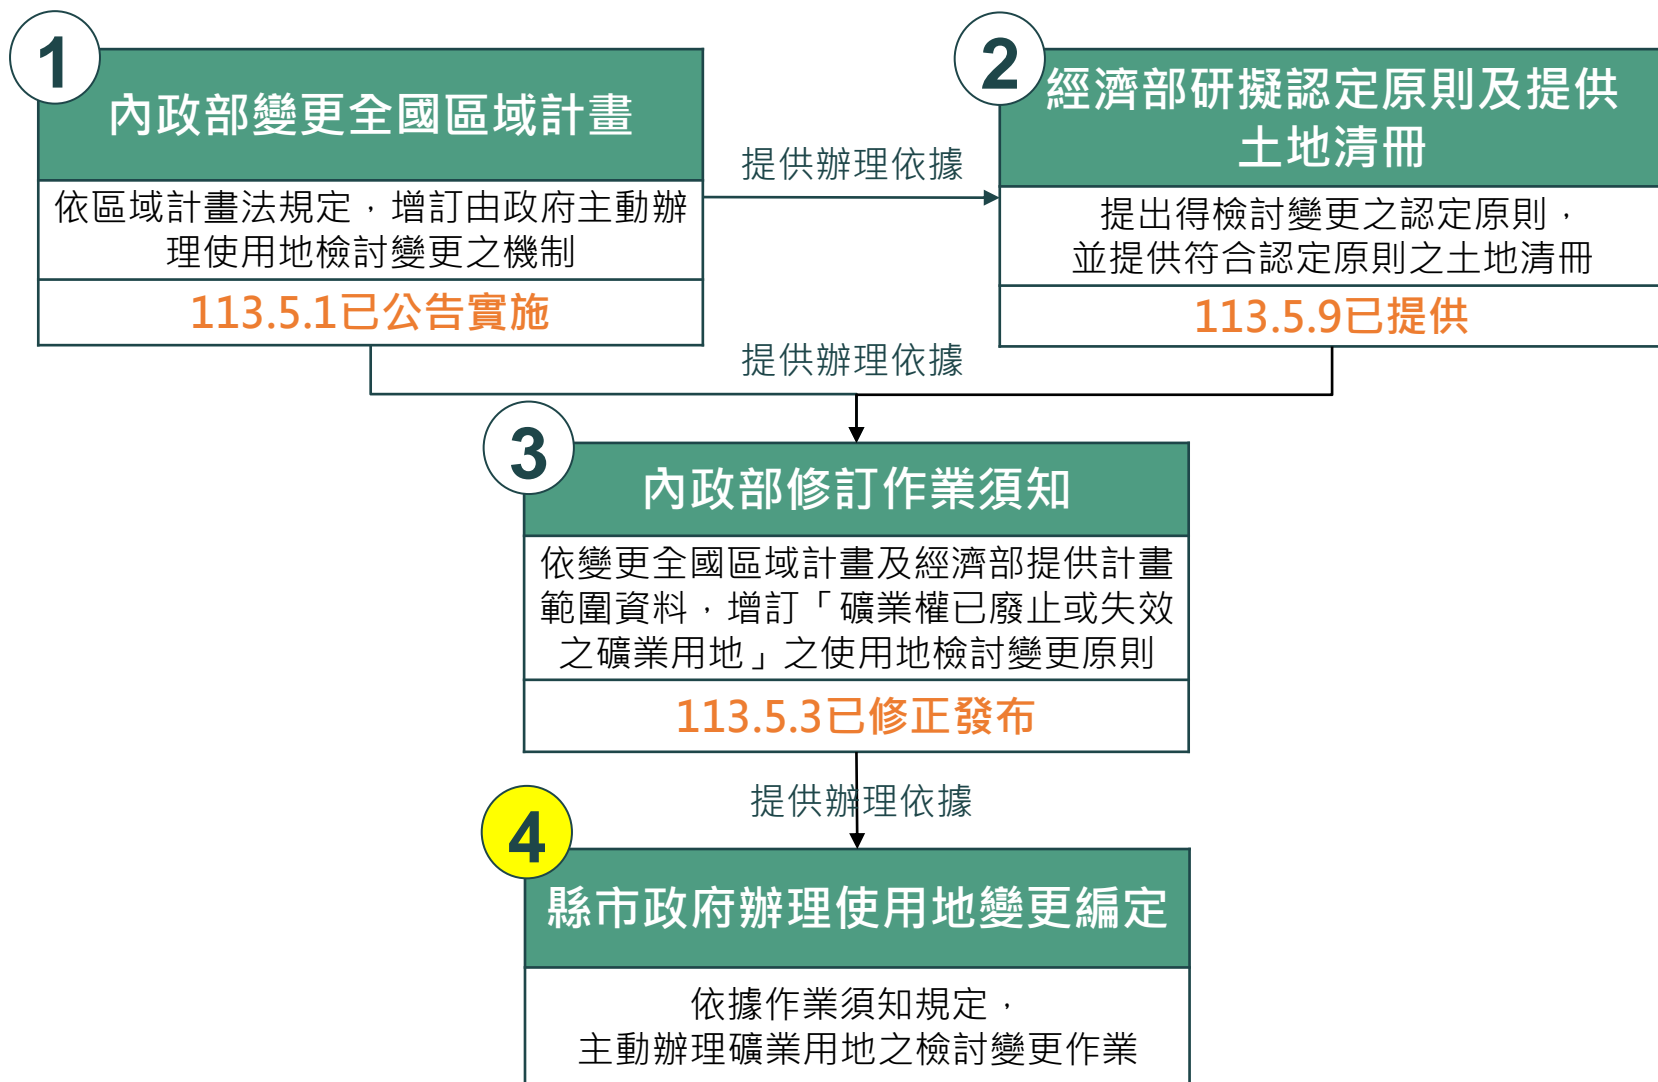 1
內政部變更全國區域計畫
依區域計畫法規定，增訂由政府主動辦
理使用地檢討變更之機制
113.5.1已公告實施
提供辦理依據
2
經濟部研擬認定原則及提供
土地清冊
提出得檢討變更之認定原則，
並提供符合認定原則之土地清冊
113.5.9已提供
提供辦理依據
3
內政部修訂作業須知
依變更全國區域計畫及經濟部提供計畫
範圍資料，增訂「礦業權已廢止或失效
之礦業用地」之使用地檢討變更原則
113.5.3已修正發布
提供辦理依據
4
縣市政府辦理使用地變更編定
依據作業須知規定，
主動辦理礦業用地之檢討變更作業